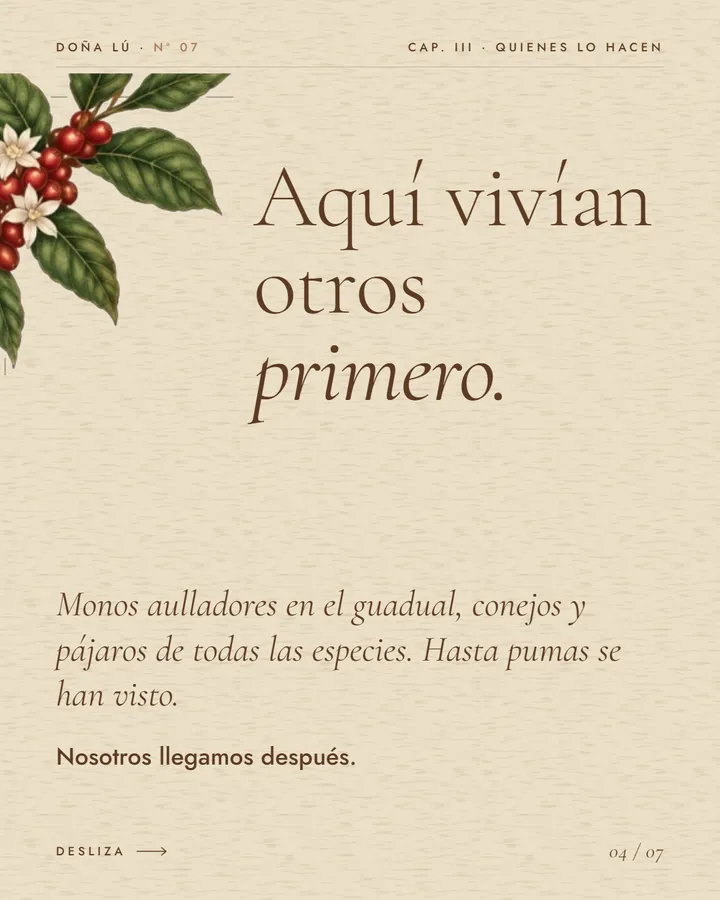 DOÑA LÚ · Nº 07
CAP. III · QUIENES LO HACEN
Aquí vivían
otros
primero.
Monos aulladores en el guadual, conejos y
pájaros de todas las especies. Hasta pumas se
han visto.
Nosotros llegamos después.
DESLIZA
04 / 07